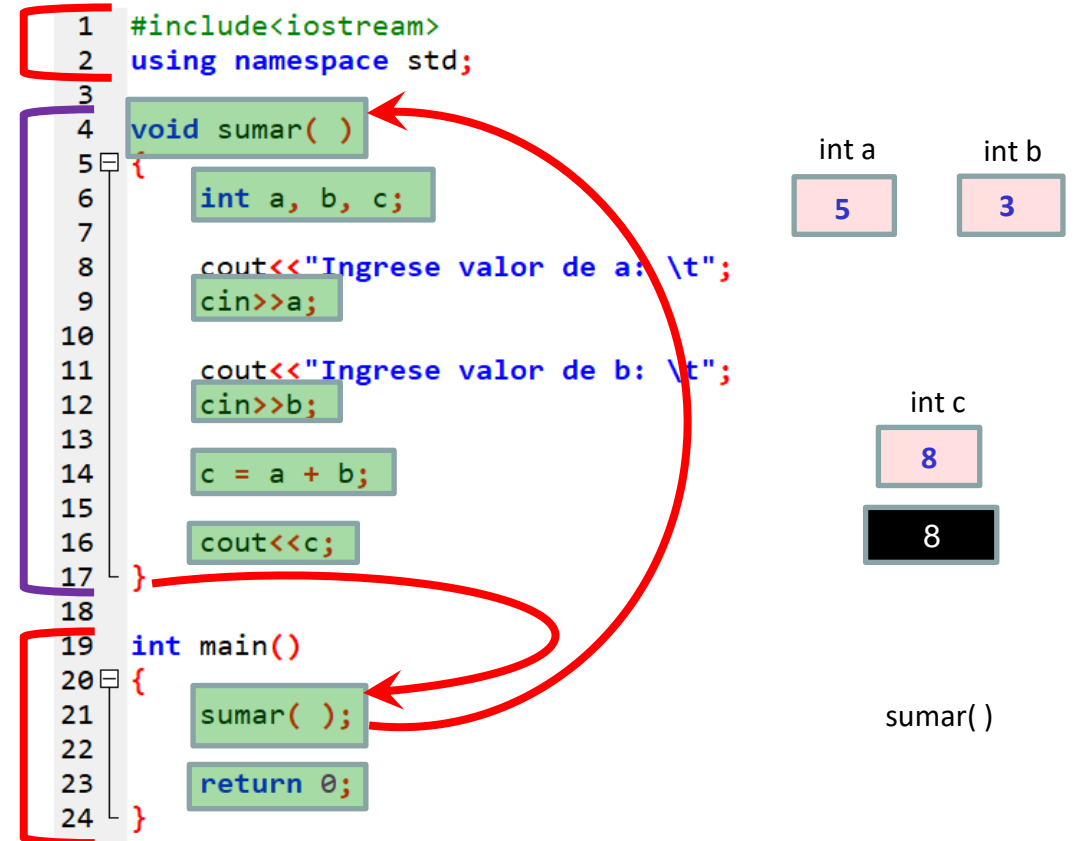 1 #include<iostream>
2 using namespace std;
3
4 void sumar( )
5 {
6 int a, b, c;
7
8 cout<<"Ingrese valor de a: \t";
9 cin>>a;
10
11 cout<<"Ingrese valor de b: \t";
12 cin>>b;
13
14 c = a + b;
15
16 cout<<c;
17 }
18
19 int main()
20 {
21 sumar( );
22
23 return 0;
24 }
int a int b
5 3
int c
8
8
sumar( )